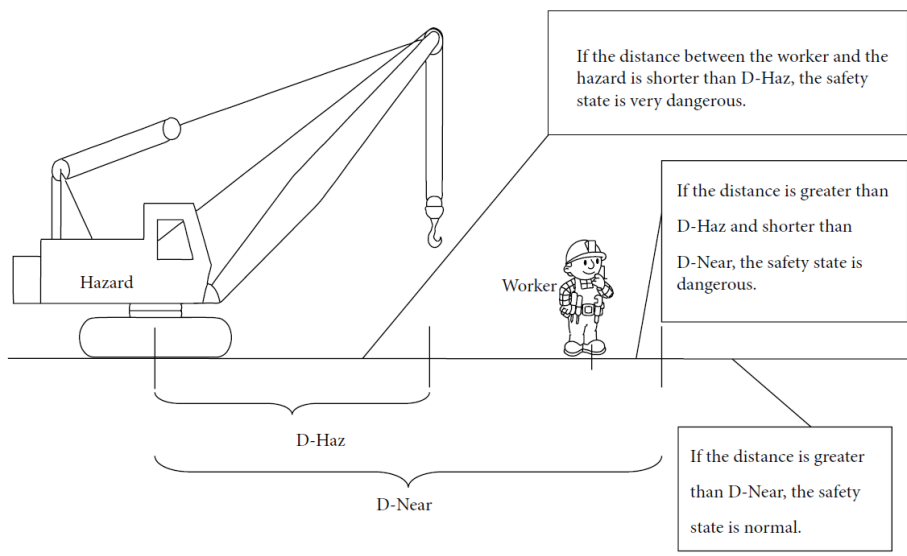 If the distance between the worker and the
hazard is shorter than D-Haz, the safety
state is very dangerous.
If the distance is greater than
D-Haz and shorter than
D-Near, the safety state is
dangerous.
Hazard
Worker
D-Haz
D-Near
If the distance is greater
than D-Near, the safety
state is normal.